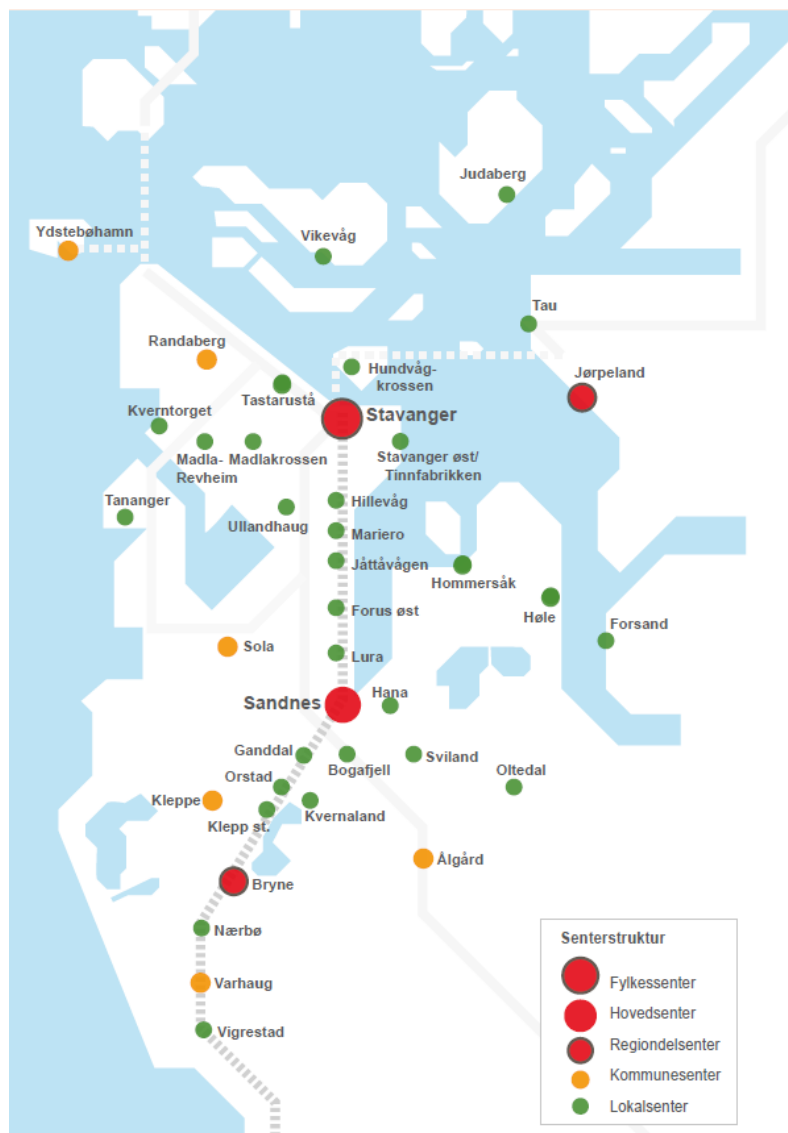 Judaberg
Ydstebøhamn
Vikevåg
Tau
Randaberg
Hundvåg-
krossen
Jørpeland
Tastarustå
Kverntorget
Stavanger
Madla-
Revheim
Madlakrossen
Stavanger øst/
Tinnfabrikken
Tananger
Ullandhaug
Hillevåg
Mariero
Jåttåvågen
Hommersåk
Forus øst
Høle
Forsand
Sola
Lura
Hana
Sandnes
Ganddal
Bogafjell
Sviland
Orstad
Oltedal
Kleppe
Kvernaland
Klepp st.
Ålgård
Bryne
Nærbø
Varhaug
Vigrestad
Senterstruktur
Fylkessenter
Hovedsenter
Regiondelsenter
Kommunesenter
Lokalsenter